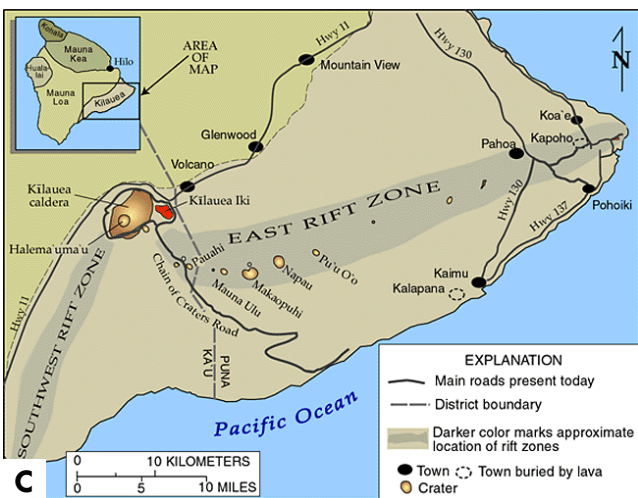 Kohala
Mauna
Kea
Hilo
Huala-
lai
Mauna
Loa
Kilauea
AREA
OF
MAP
Hwy 11
Mountain View
Hwy 130
N
Koa`e
Kapoho
Pahoa
Glenwood
Volcano
Kīlauea
caldera
Kīlauea Iki
EAST RIFT ZONE
Pohoiki
Hwy 130
Hwy 137
Halema'uma'u
Pauahi
Pu'u O'o
Napau
Makaopuhi
Mauna Ulu
Kaimu
Kalapana
Chain of Craters Road
Hwy 11
SOUTHWEST RIFT ZONE
PUNA
KA'U
Pacific Ocean
EXPLANATION
Main roads present today
District boundary
Darker color marks approximate
location of rift zones
Town
Town buried by lava
Crater
C
0 10 KILOMETERS
0 5 10 MILES